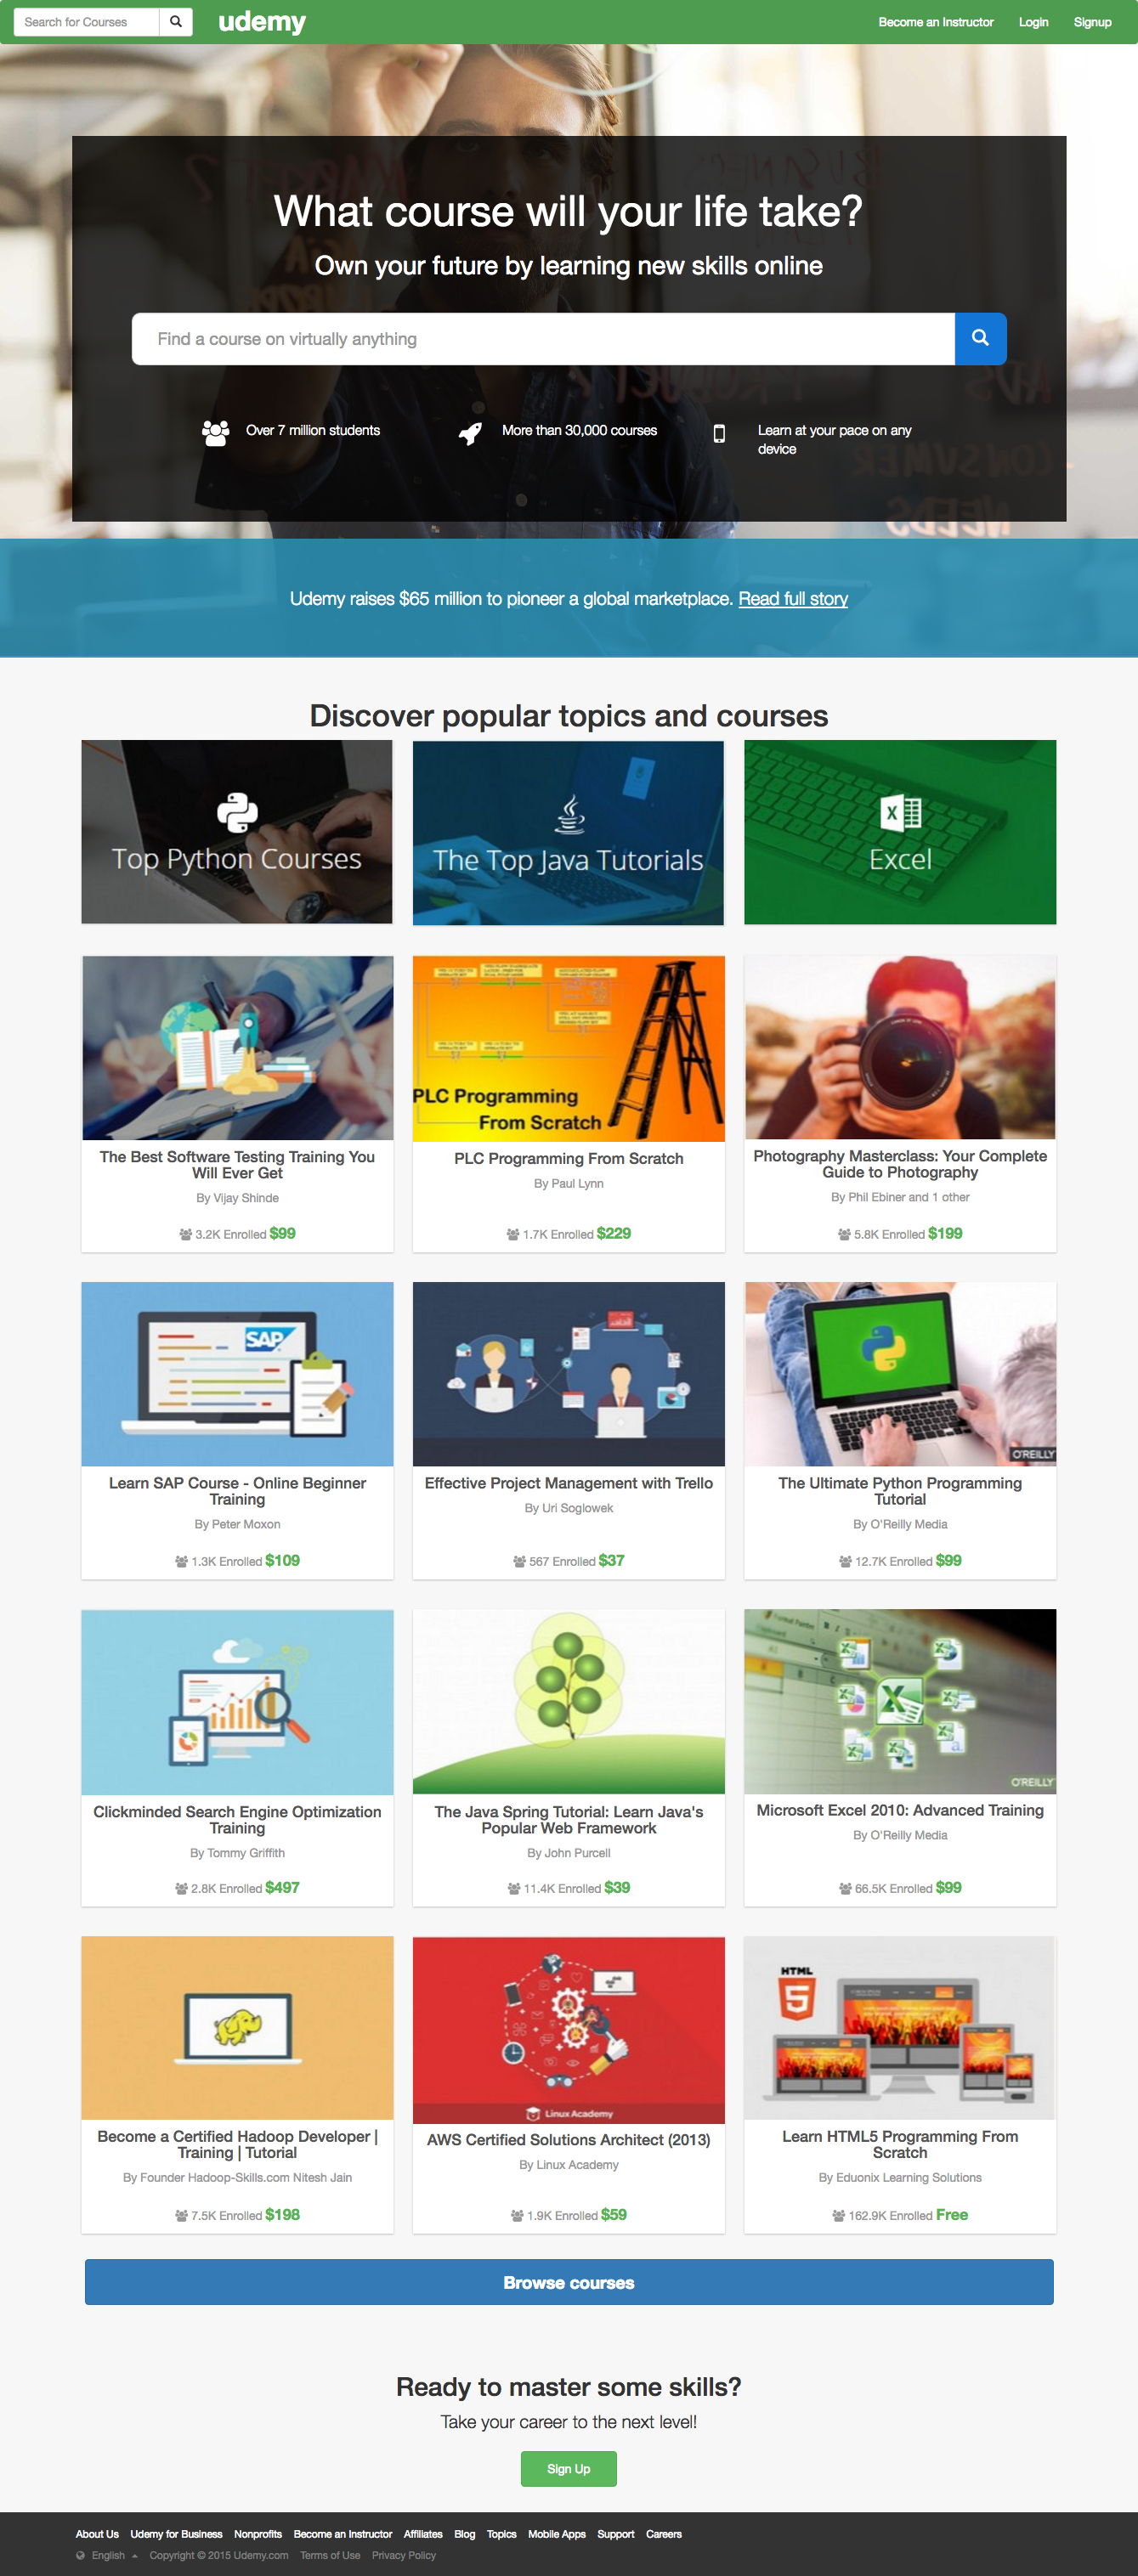 Search for Courses
udemy
Become an Instructor
Login
Signup
What course will your life take?
Own your future by learning new skills online
Find a course on virtually anything
Over 7 million students
More than 30,000 courses
Learn at your pace on any
device
NEEDS
Udemy raises $65 million to pioneer a global marketplace. Read full story
Discover popular topics and courses
Top Python Courses
The Top Java Tutorials
Excel
PLC Programming
From Scratch
The Best Software Testing Training You
Will Ever Get
By Vijay Shinde
3.2K Enrolled $99
PLC Programming From Scratch
By Paul Lynn
1.7K Enrolled $229
Photography Masterclass: Your Complete
Guide to Photography
By Phil Ebiner and 1 other
5.8K Enrolled $199
SAP
O'REILLY
Learn SAP Course - Online Beginner
Training
By Peter Moxon
1.3K Enrolled $109
Effective Project Management with Trello
By Uri Soglowek
567 Enrolled $37
The Ultimate Python Programming
Tutorial
By O'Reilly Media
12.7K Enrolled $99
O'REILLY
Clickminded Search Engine Optimization
Training
By Tommy Griffith
2.8K Enrolled $497
The Java Spring Tutorial: Learn Java's
Popular Web Framework
By John Purcell
11.4K Enrolled $39
Microsoft Excel 2010: Advanced Training
By O'Reilly Media
66.5K Enrolled $99
Linux Academy
HTML
5
Become a Certified Hadoop Developer |
Training | Tutorial
By Founder Hadoop-Skills.com Nitesh Jain
7.5K Enrolled $198
AWS Certified Solutions Architect (2013)
By Linux Academy
1.9K Enrolled $59
Learn HTML5 Programming From
Scratch
By Eduonix Learning Solutions
162.9K Enrolled Free
Browse courses
Ready to master some skills?
Take your career to the next level!
Sign Up
About Us Udemy for Business Nonprofits Become an Instructor Affiliates Blog Topics Mobile Apps Support Careers
English Copyright © 2015 Udemy.com Terms of Use Privacy Policy